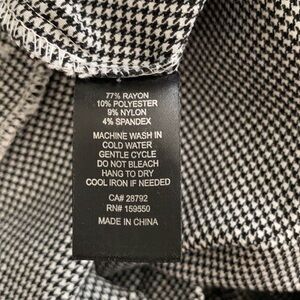 77% RAYON
10% POLYESTER
9% NYLON
4% SPANDEX
MACHINE WASH IN
COLD WATER
GENTLE CYCLE
DO NOT BLEACH
HANG TO DRY
COOL IRON IF NEEDED
CA# 28792
RN# 159550
MADE IN CHINA